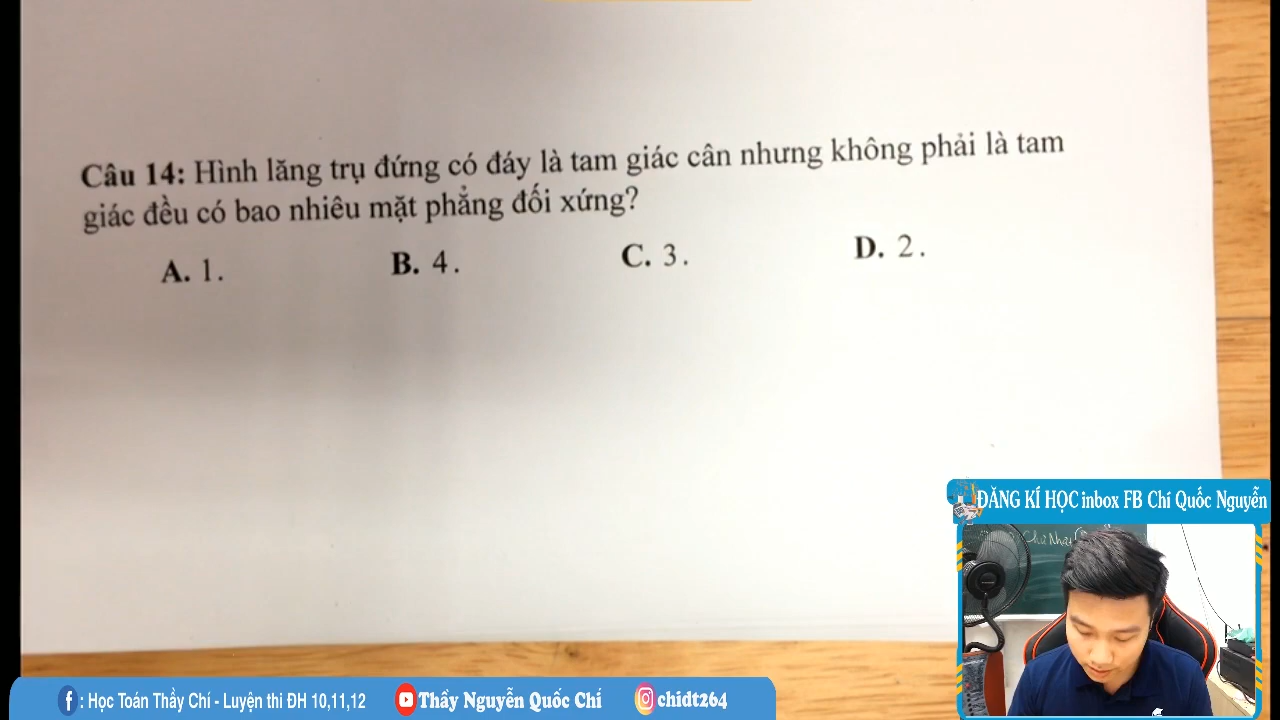 Câu 14: Hình lăng trụ đứng có đáy là tam giác cân nhưng không phải là tam
giác đều có bao nhiêu mặt phẳng đối xứng?
A. 1. B. 4. C. 3. D. 2.
ĐĂNG KÍ HỌC inbox FB Chí Quốc Nguyễn
: Học Toán Thầy Chí - Luyện thi ĐH 10,11,12 Thầy Nguyễn Quốc Chí chidt264